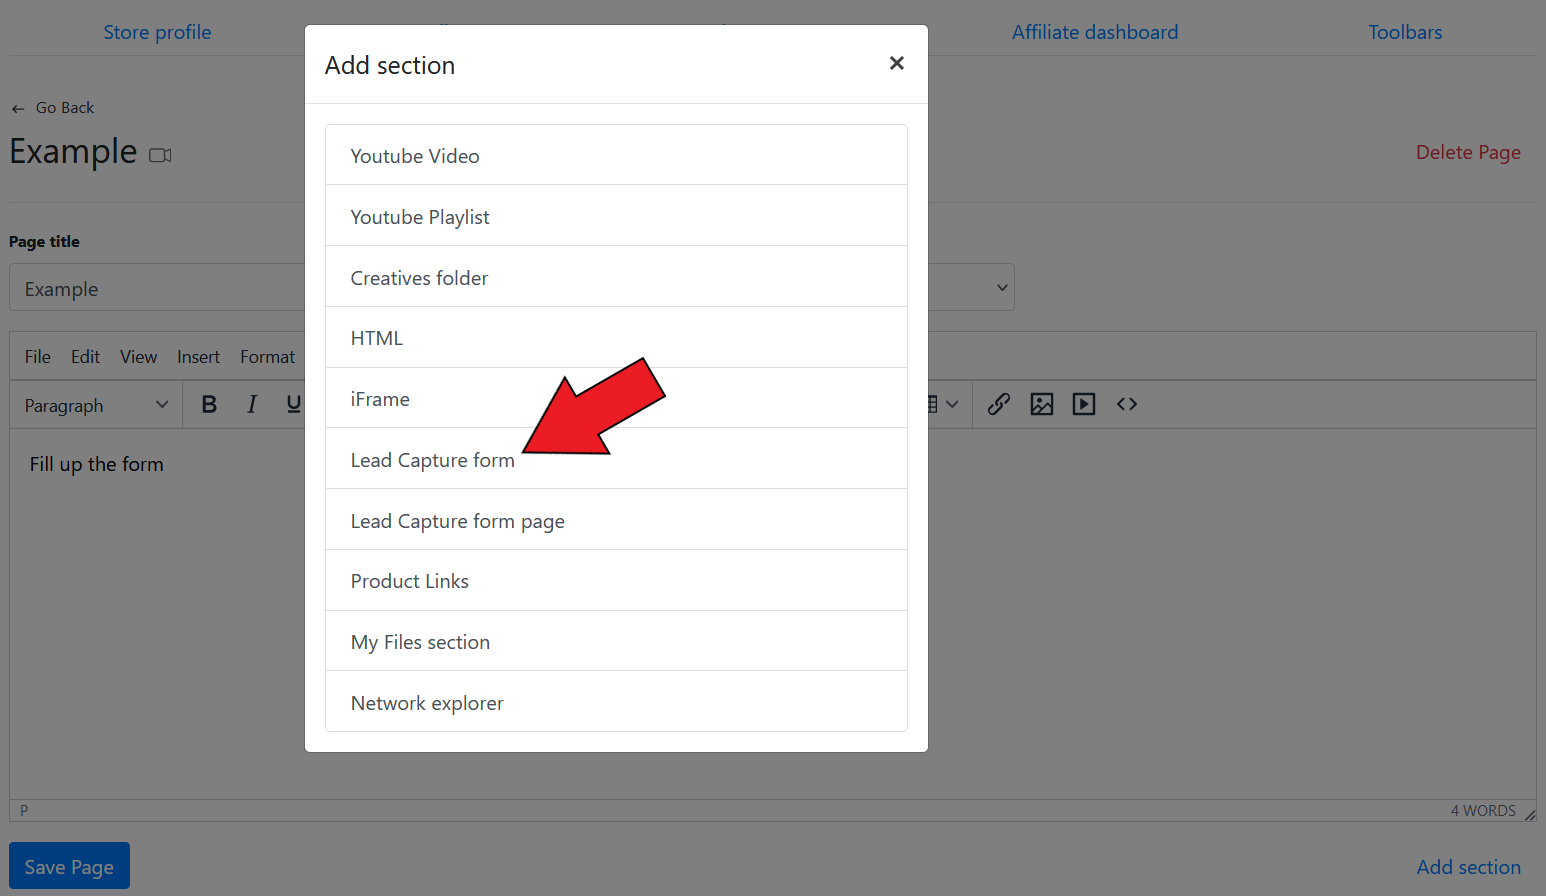 Store profile
Affiliate dashboard
Toolbars
Add section
Go Back
Example
Delete Page
Page title
Example
Youtube Video
Youtube Playlist
Creatives folder
HTML
iFrame
Lead Capture form
Lead Capture form page
Product Links
My Files section
Network explorer
File Edit View Insert Format
Paragraph B I U
Fill up the form
P
4 WORDS
Save Page
Add section